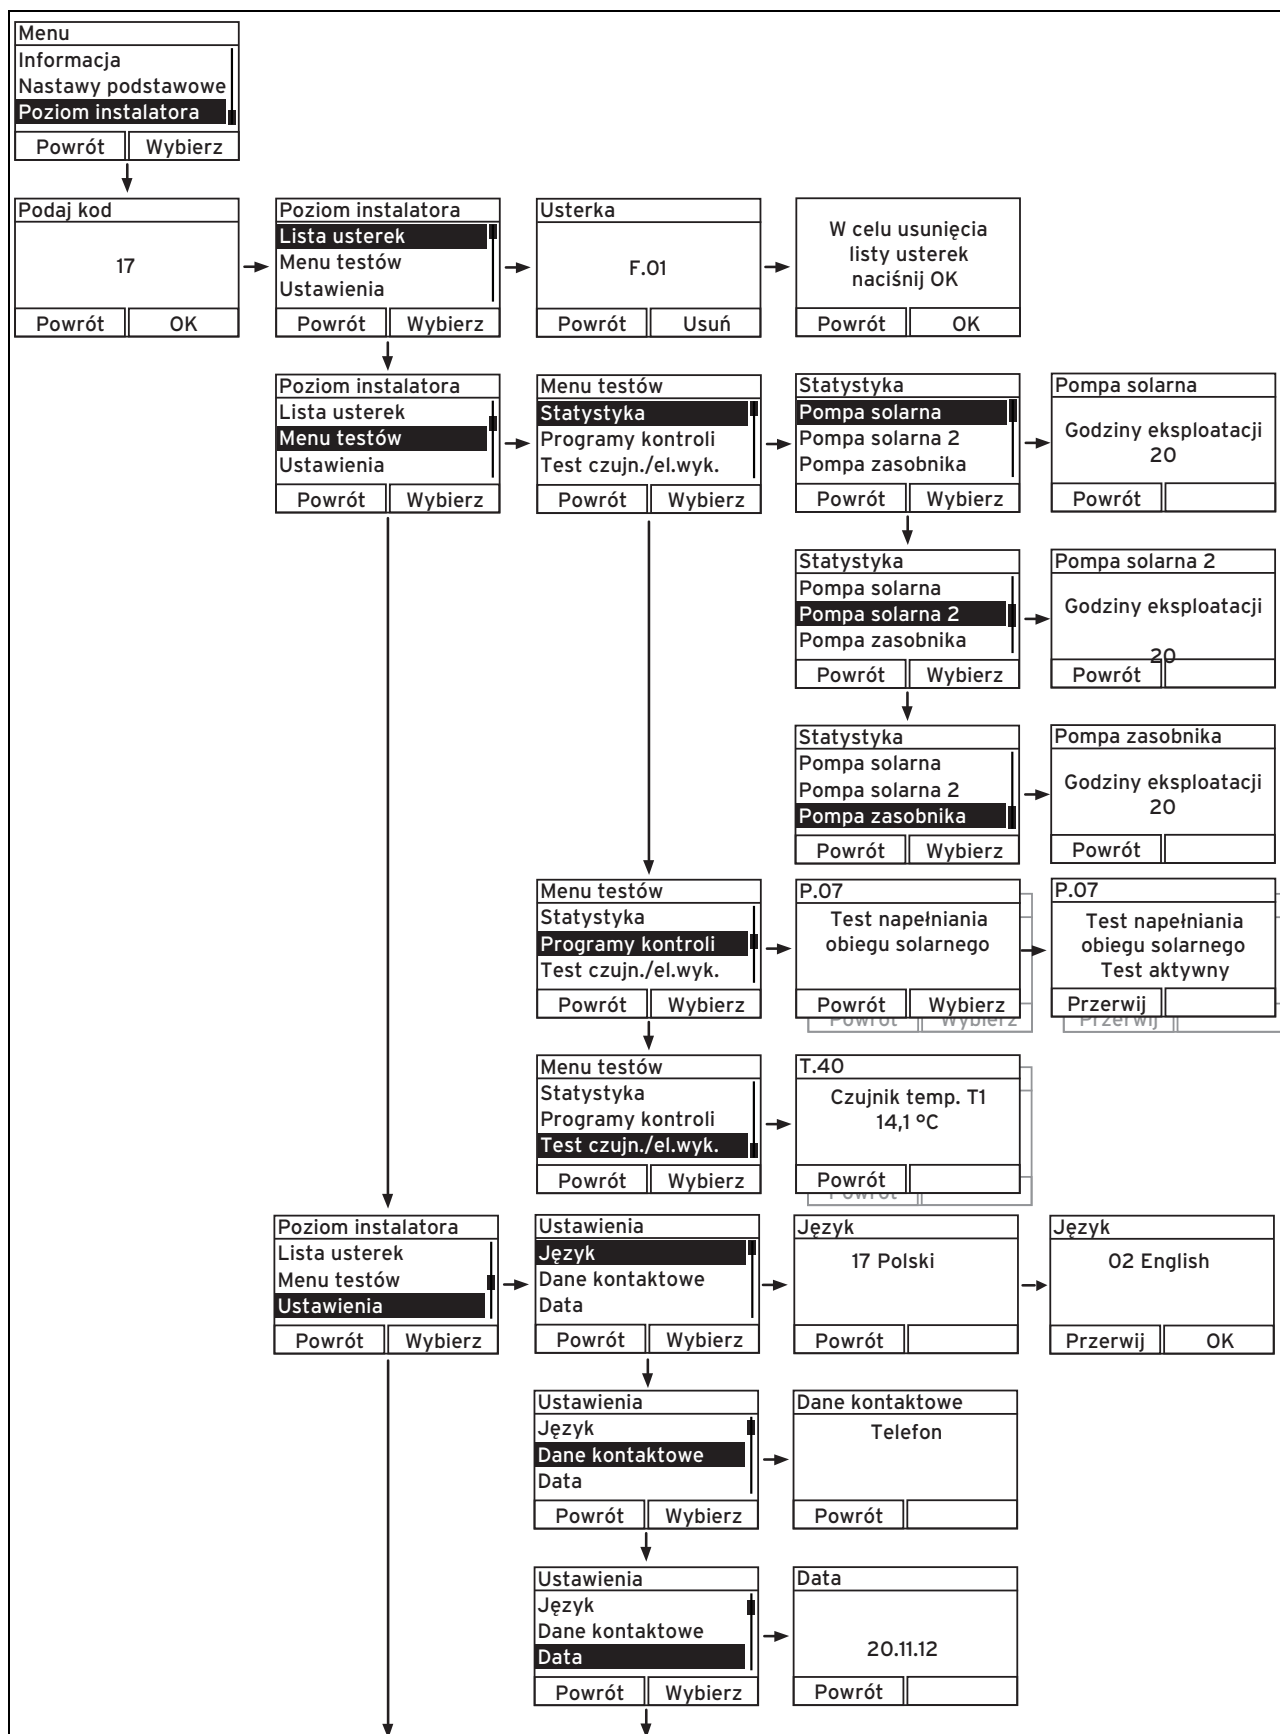 Menu
Informacja
Nastawy podstawowe
Poziom instalatora
Powrót Wybierz
Podaj kod
17
Powrót OK
Poziom instalatora
Lista usterek
Menu testów
Ustawienia
Powrót Wybierz
Usterka
F.01
Powrót Usuń
W celu usunięcia
listy usterek
naciśnij OK
Powrót OK
Poziom instalatora
Lista usterek
Menu testów
Ustawienia
Powrót Wybierz
Menu testów
Statystyka
Programy kontroli
Test czujn./el.wyk.
Powrót Wybierz
Statystyka
Pompa solarna
Pompa solarna 2
Pompa zasobnika
Powrót Wybierz
Pompa solarna
Godziny eksploatacji
20
Powrót
Statystyka
Pompa solarna
Pompa solarna 2
Pompa zasobnika
Powrót Wybierz
Pompa solarna 2
Godziny eksploatacji
20
Powrót
Statystyka
Pompa solarna
Pompa solarna 2
Pompa zasobnika
Powrót Wybierz
Pompa zasobnika
Godziny eksploatacji
20
Powrót
Menu testów
Statystyka
Programy kontroli
Test czujn./el.wyk.
Powrót Wybierz
P.07
Test napełniania
obiegu solarnego
Powrót Wybierz
Powrót Wybierz
P.07
Test napełniania
obiegu solarnego
Test aktywny
Przerwij
Przerwij
Menu testów
Statystyka
Programy kontroli
Test czujn./el.wyk.
Powrót Wybierz
T.40
Czujnik temp. T1
14,1 °C
Powrót
Powrót
Poziom instalatora
Lista usterek
Menu testów
Ustawienia
Powrót Wybierz
Ustawienia
Język
Dane kontaktowe
Data
Powrót Wybierz
Język
17 Polski
Powrót
Język
02 English
Przerwij OK
Ustawienia
Język
Dane kontaktowe
Data
Powrót Wybierz
Dane kontaktowe
Telefon
Powrót
Ustawienia
Język
Dane kontaktowe
Data
Powrót Wybierz
Data
20.11.12
Powrót